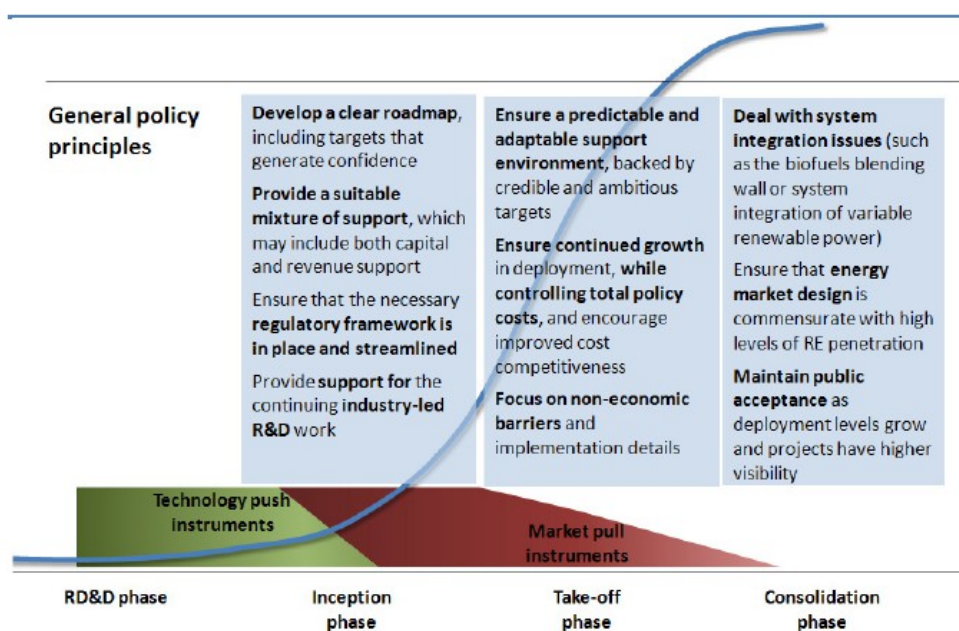 General policy
principles
Develop a clear roadmap,
including targets that
generate confidence
Provide a suitable
mixture of support, which
may include both capital
and revenue support
Ensure that the necessary
regulatory framework is
in place and streamlined
Provide support for the
continuing industry-led
R&D work
Ensure a predictable and
adaptable support
environment, backed by
credible and ambitious
targets
Ensure continued growth
in deployment, while
controlling total policy
costs, and encourage
improved cost
competitiveness
Focus on non-economic
barriers and
implementation details
Deal with system
integration issues (such
as the biofuels blending
wall or system
integration of variable
renewable power)
Ensure that energy
market design is
commensurate with high
levels of RE penetration
Maintain public
acceptance as
deployment levels grow
and projects have higher
visibility
Technology push
instruments
Market pull
instruments
RD&D phase
Inception
phase
Take-off
phase
Consolidation
phase